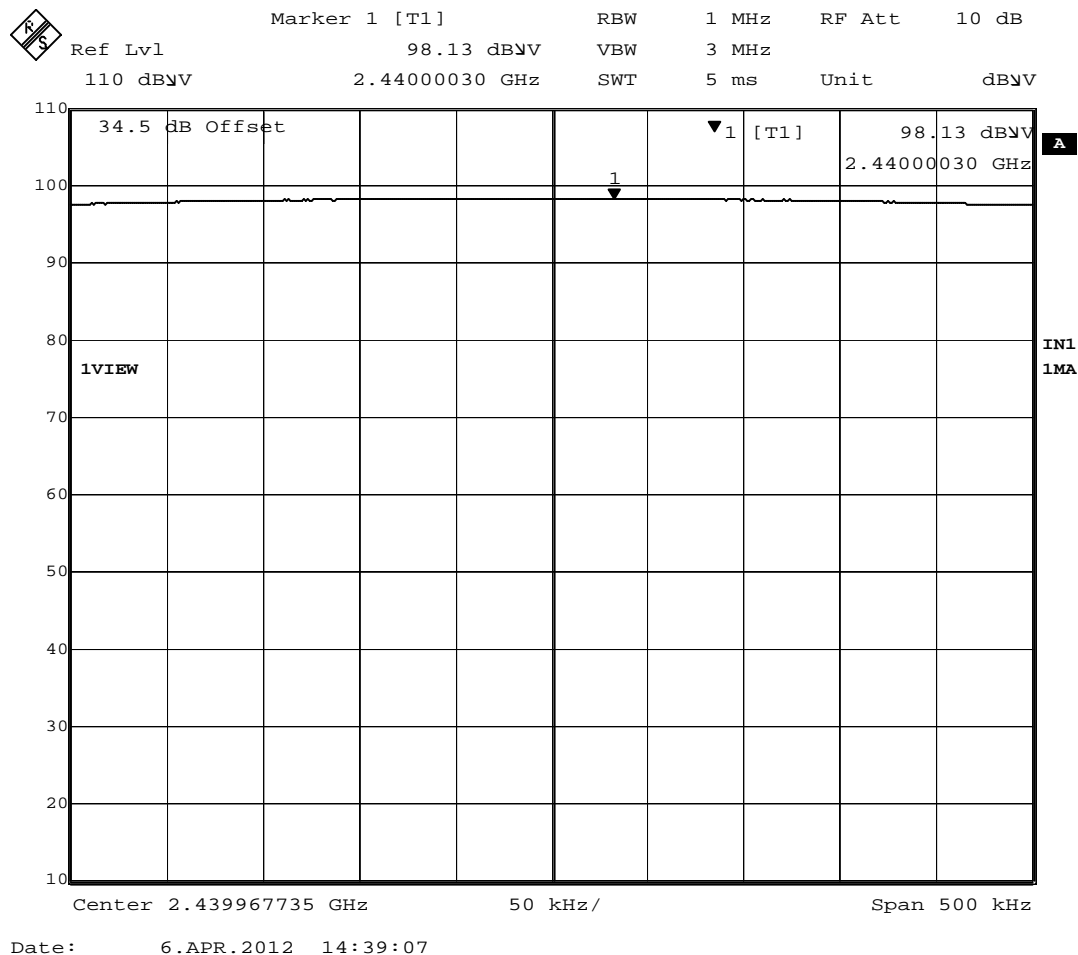 Marker 1 [T1] RBW 1 MHz RF Att 10 dB
Ref Lvl 98.13 dBµV VBW 3 MHz
110 dBµV 2.44000030 GHz SWT 5 ms Unit dBµV
110
34.5 dB Offset ▼1 [T1] 98.13 dBµV
A
2.44000030 GHz
100
1
90
80
IN1
1VIEW 1MA
70
60
50
40
30
20
10
Center 2.439967735 GHz 50 kHz/ Span 500 kHz
Date: 6.APR.2012 14:39:07